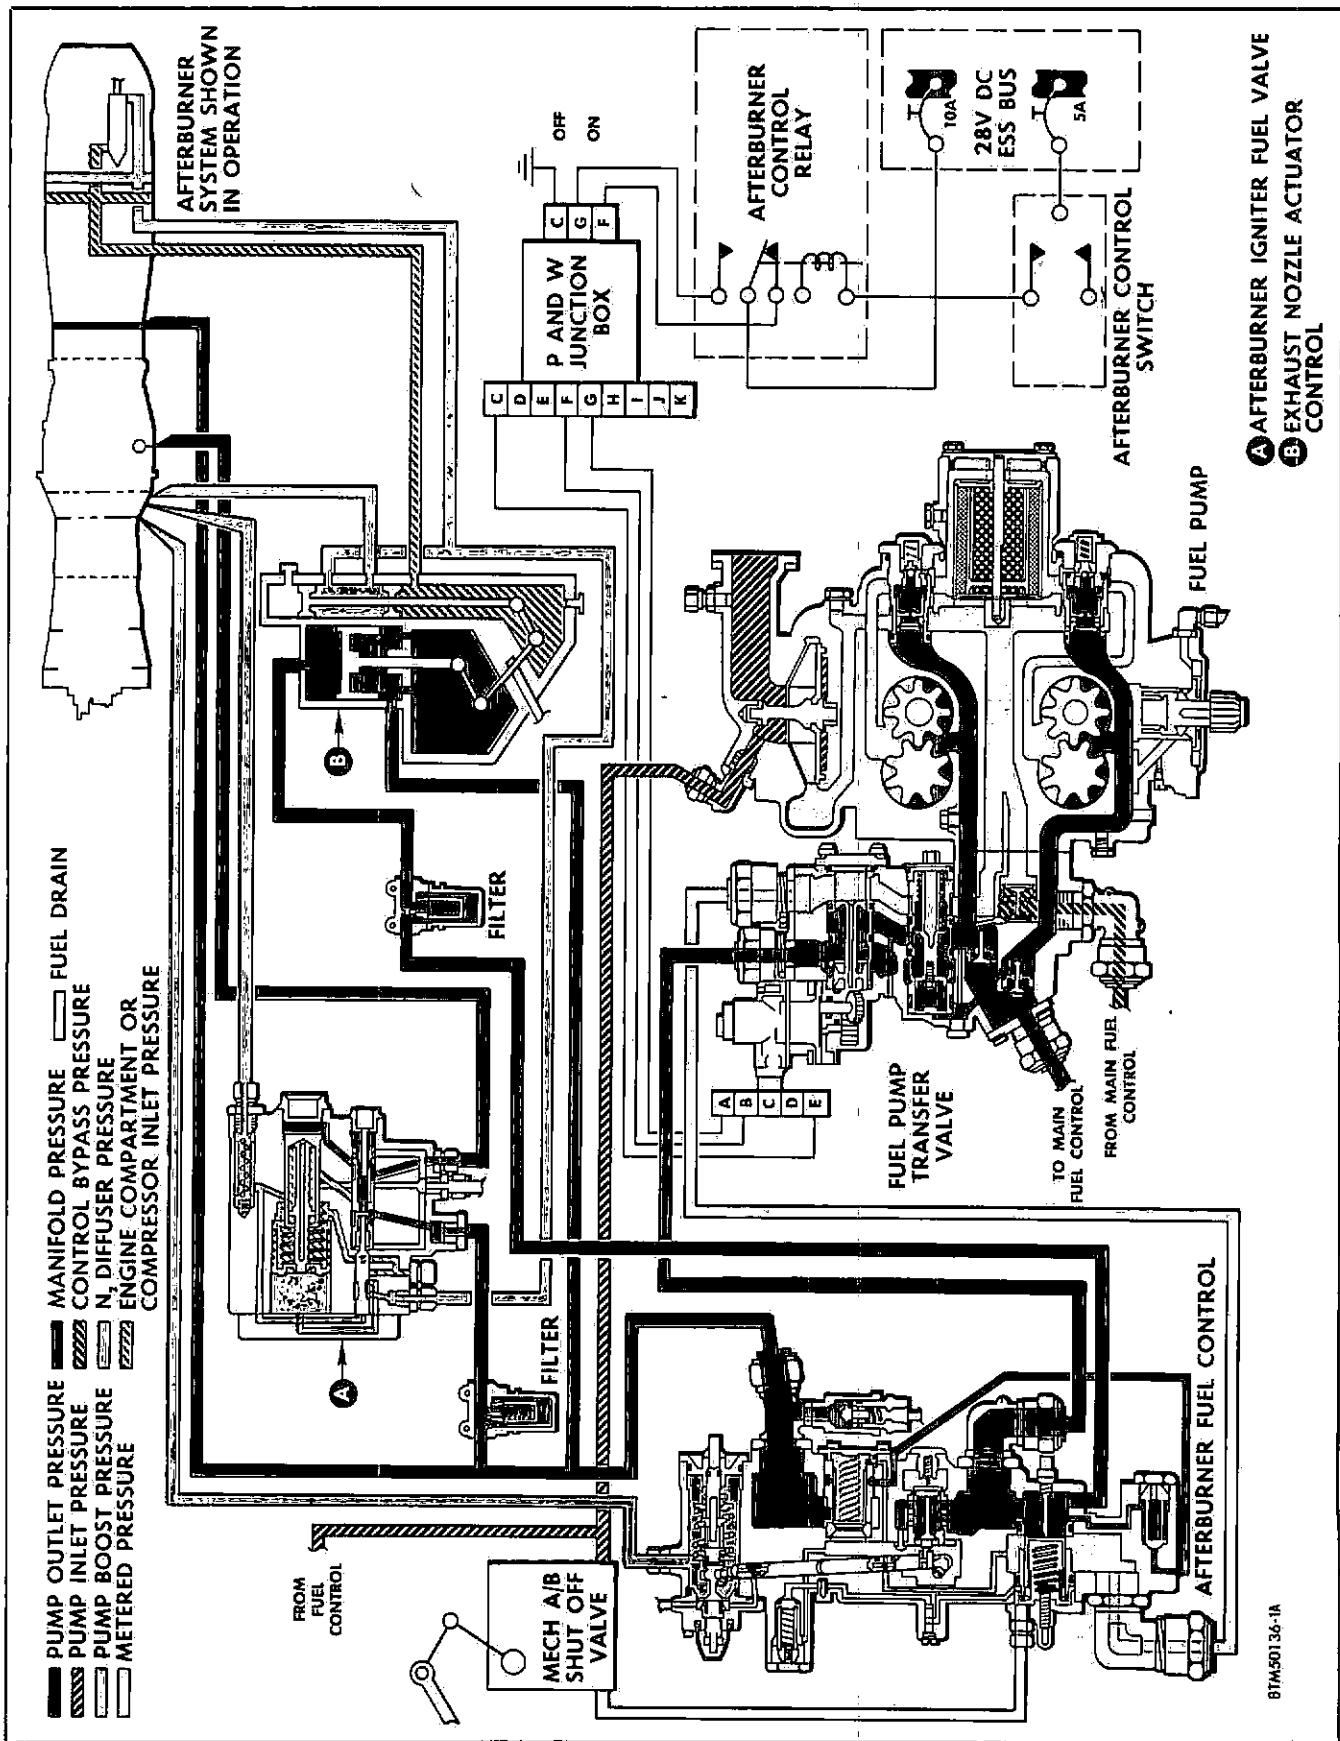 PUMP OUTLET PRESSURE
PUMP INLET PRESSURE
PUMP BOOST PRESSURE
METERED PRESSURE
MANIFOLD PRESSURE
CONTROL BYPASS PRESSURE
N2 DIFFUSER PRESSURE
ENGINE COMPARTMENT OR
COMPRESSOR INLET PRESSURE
FUEL DRAIN
AFTERBURNER
SYSTEM SHOWN
IN OPERATION
A
B
FILTER
FILTER
FROM
FUEL
CONTROL
MECH A/B
SHUT OFF
VALVE
P AND W
JUNCTION
BOX
C
D
E
F
G
H
I
J
K
C
G
F
OFF
ON
AFTERBURNER
CONTROL
RELAY
28V DC
ESS BUS
10A
5A
AFTERBURNER CONTROL
SWITCH
A
B
C
D
E
FUEL PUMP
TRANSFER
VALVE
TO MAIN
FUEL CONTROL
FROM MAIN FUEL
CONTROL
FUEL PUMP
AFTERBURNER FUEL CONTROL
A AFTERBURNER IGNITER FUEL VALVE
B EXHAUST NOZZLE ACTUATOR
CONTROL
BTM50136-1A